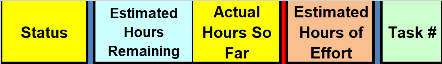 Status
Estimated
Hours
Remaining
Actual
Hours So
Far
Estimated
Hours of
Effort
Task #